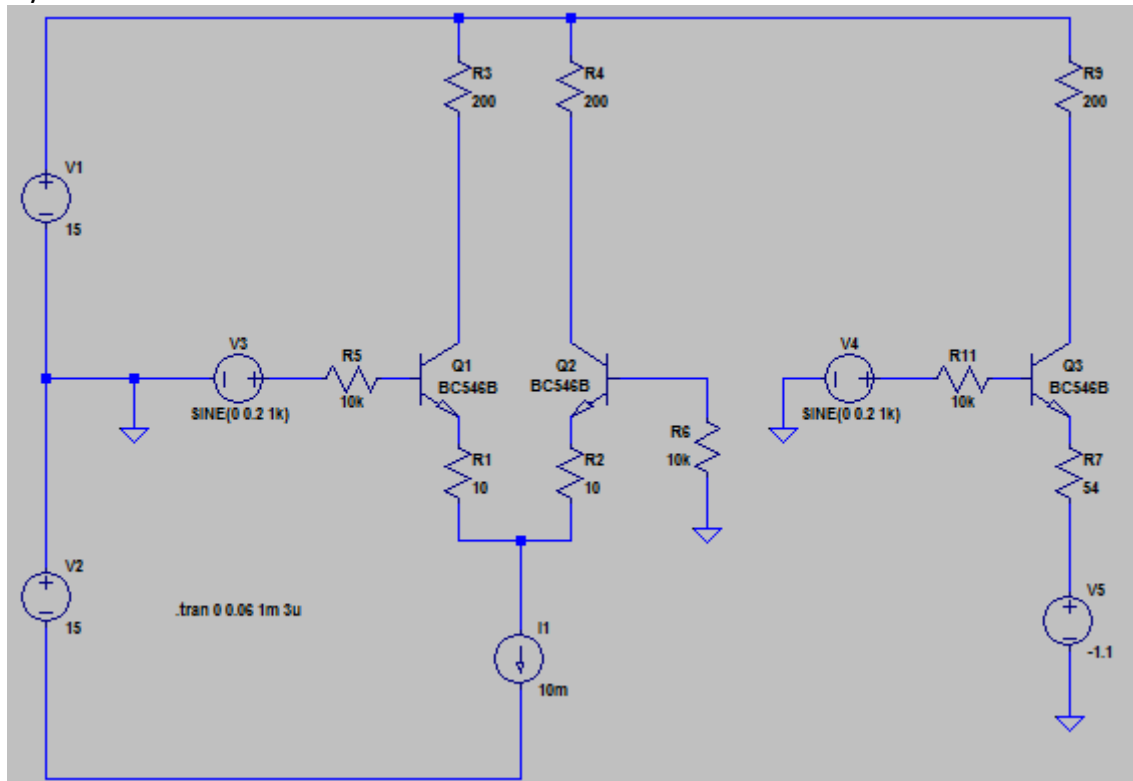 R3
200
R4
200
R9
200
V1
15
V3
SINE(0 0.2 1k)
R5
10k
Q1
BC546B
Q2
BC546B
V4
SINE(0 0.2 1k)
R11
10k
Q3
BC546B
R6
10k
R1
10
R2
10
R7
54
V2
15
.tran 0 0.06 1m 3u
I1
10m
V5
-1.1